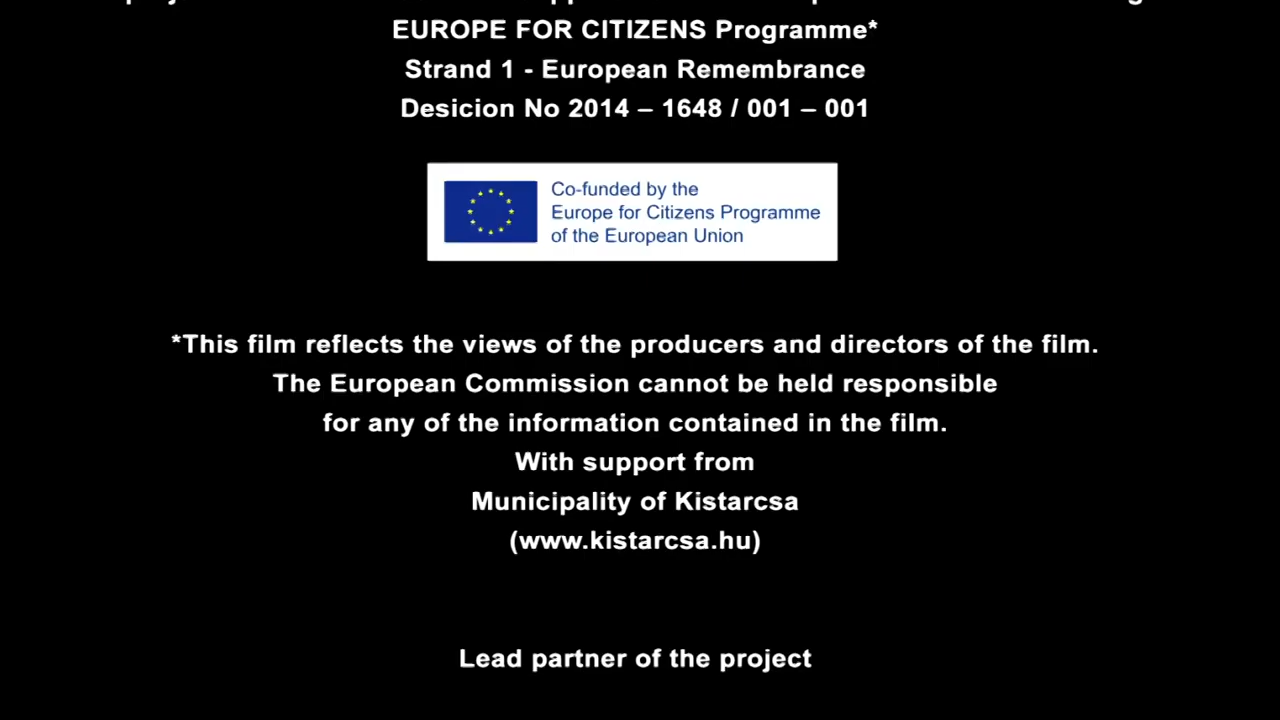 EUROPE FOR CITIZENS Programme*
Strand 1 - European Remembrance
Desicion No 2014 – 1648 / 001 – 001
Co-funded by the
Europe for Citizens Programme
of the European Union
*This film reflects the views of the producers and directors of the film.
The European Commission cannot be held responsible
for any of the information contained in the film.
With support from
Municipality of Kistarcsa
(www.kistarcsa.hu)
Lead partner of the project